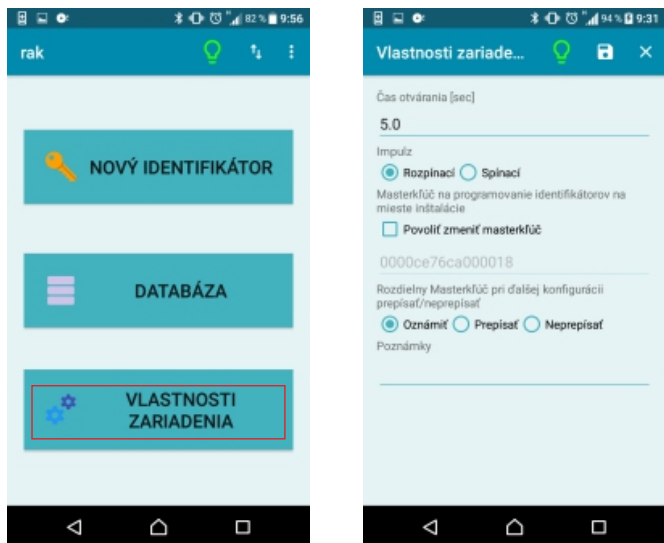 82 % 9:56
rak
NOVÝ IDENTIFIKÁTOR
DATABÁZA
VLASTNOSTI
ZARIADENIA
94 % 9:31
Vlastnosti zariade...
Čas otvárania [sec]
5.0
Impulz
Rozpínací Spínací
Masterkľúč na programovanie identifikátorov na
mieste inštalácie
Povoliť zmeniť masterkľúč
0000ce76ca000018
Rozdielny Masterkľúč pri ďalšej konfigurácii
prepísať/neprepísať
Oznámiť Prepísať Neprepísať
Poznámky